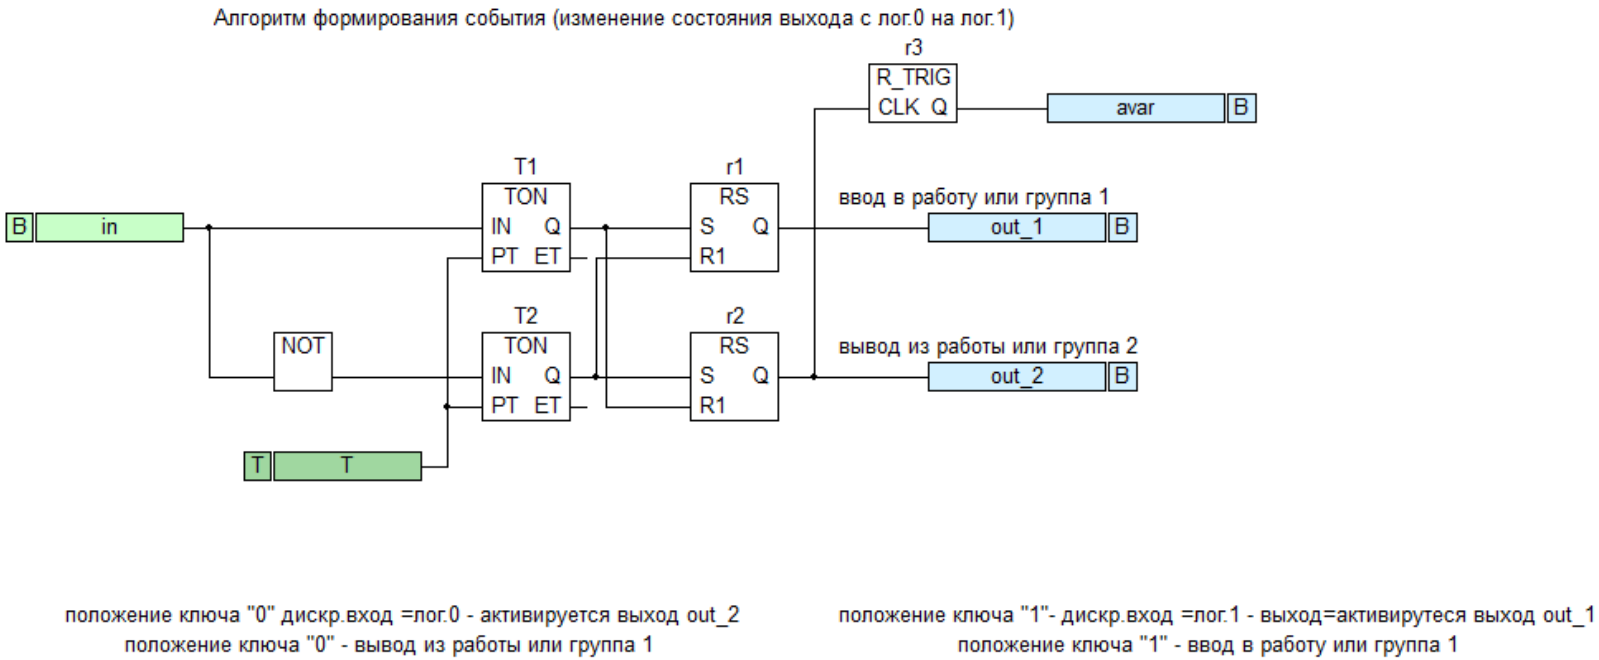 Алгоритм формирования события (изменение состояния выхода с лог.0 на лог.1)
r3
R_TRIG
CLK Q
avar B
T1
TON
IN Q
PT ET
r1
RS
S Q
R1
ввод в работу или группа 1
out_1 B
B in
NOT
T2
TON
IN Q
PT ET
r2
RS
S Q
R1
вывод из работы или группа 2
out_2 B
T T
положение ключа "0" дискр.вход =лог.0 - активируется выход out_2
положение ключа "0" - вывод из работы или группа 1
положение ключа "1"- дискр.вход =лог.1 - выход=активирутеся выход out_1
положение ключа "1" - ввод в работу или группа 1